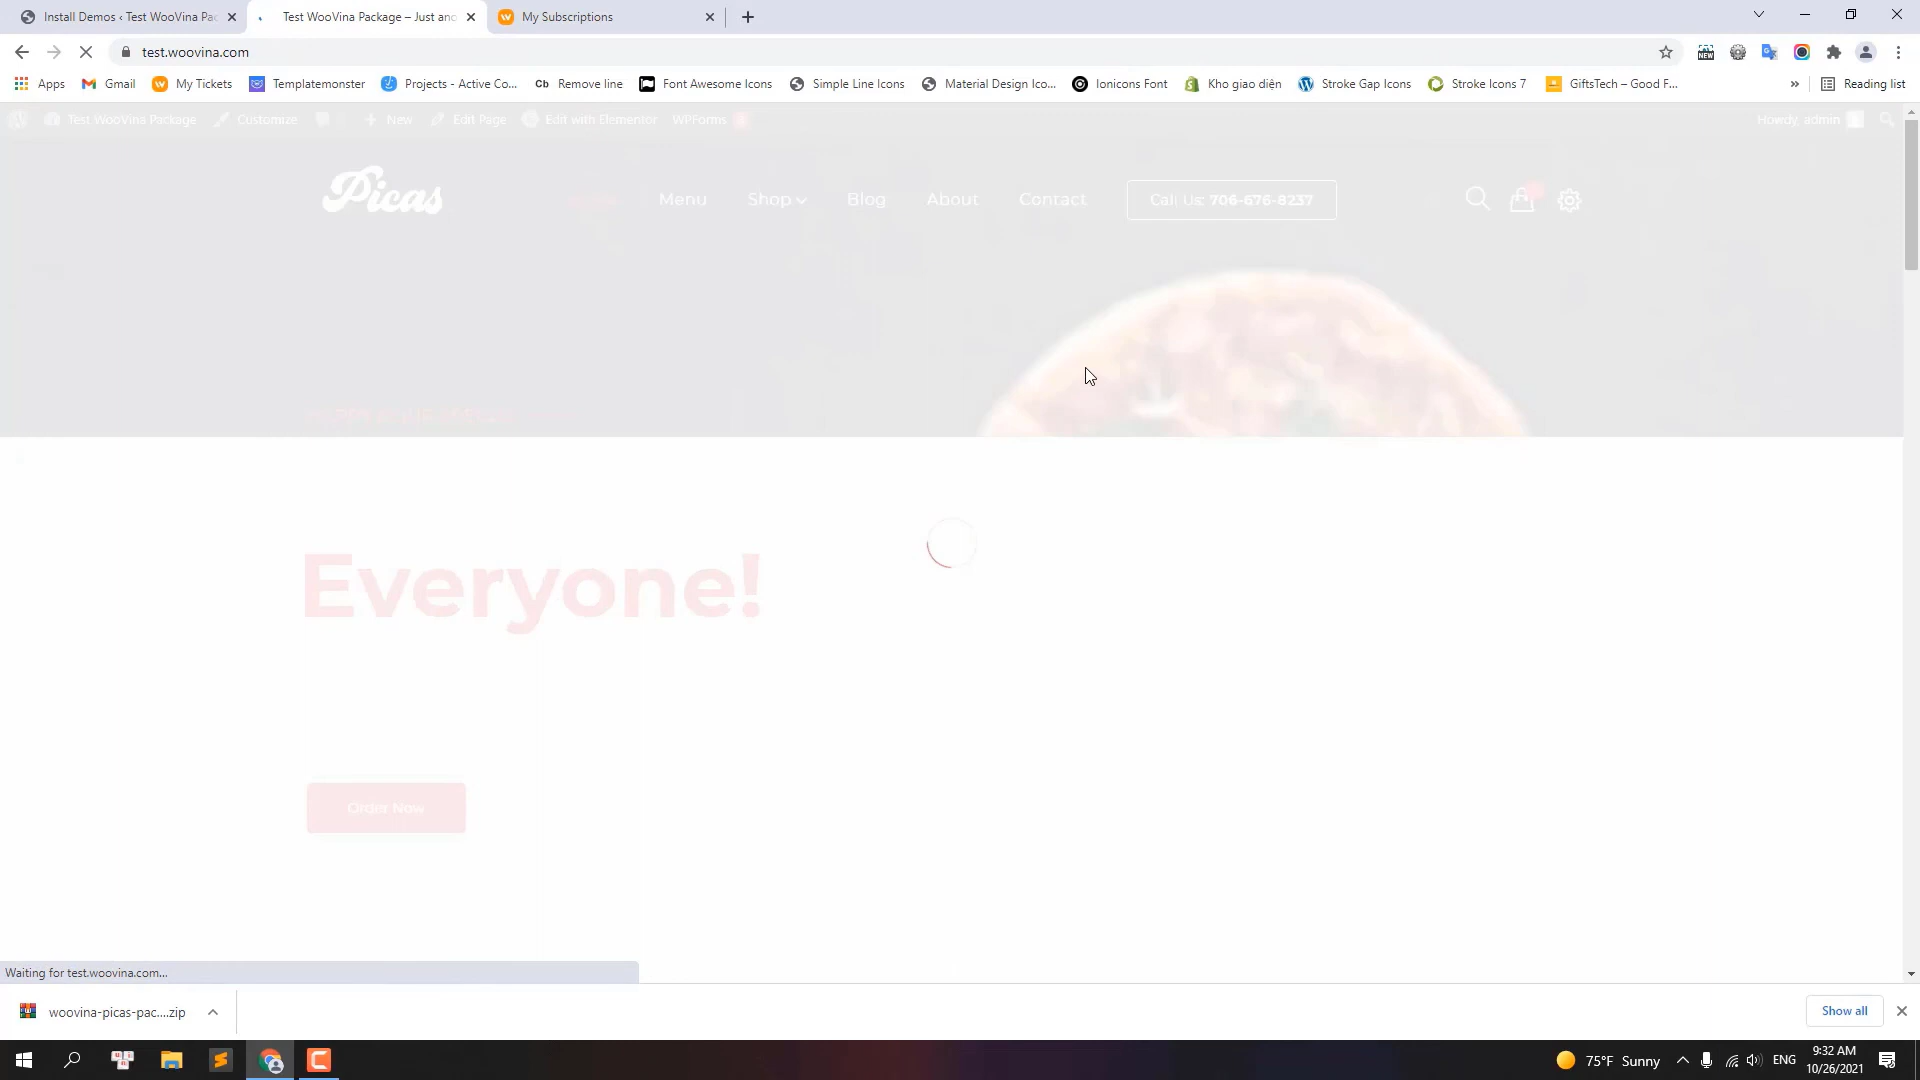 Install Demos ‹ Test WooVina Pac
Test WooVina Package – Just ano
My Subscriptions
test.woovina.com
Apps
Gmail
My Tickets
Templatemonster
Projects - Active Co...
Cb Remove line
Font Awesome Icons
Simple Line Icons
Material Design Ico...
Ionicons Font
Kho giao diện
Stroke Gap Icons
Stroke Icons 7
GiftsTech – Good F...
»
Reading list
Test WooVina Package
Customize
New
Edit Page
Edit with Elementor
WPForms
Howdy, admin
Picas
Menu
Shop
Blog
About
Contact
Call Us: 706-676-8237
Everyone!
Order Now
Waiting for test.woovina.com...
woovina-picas-pac....zip
Show all
75°F Sunny
ENG
9:32 AM
10/26/2021